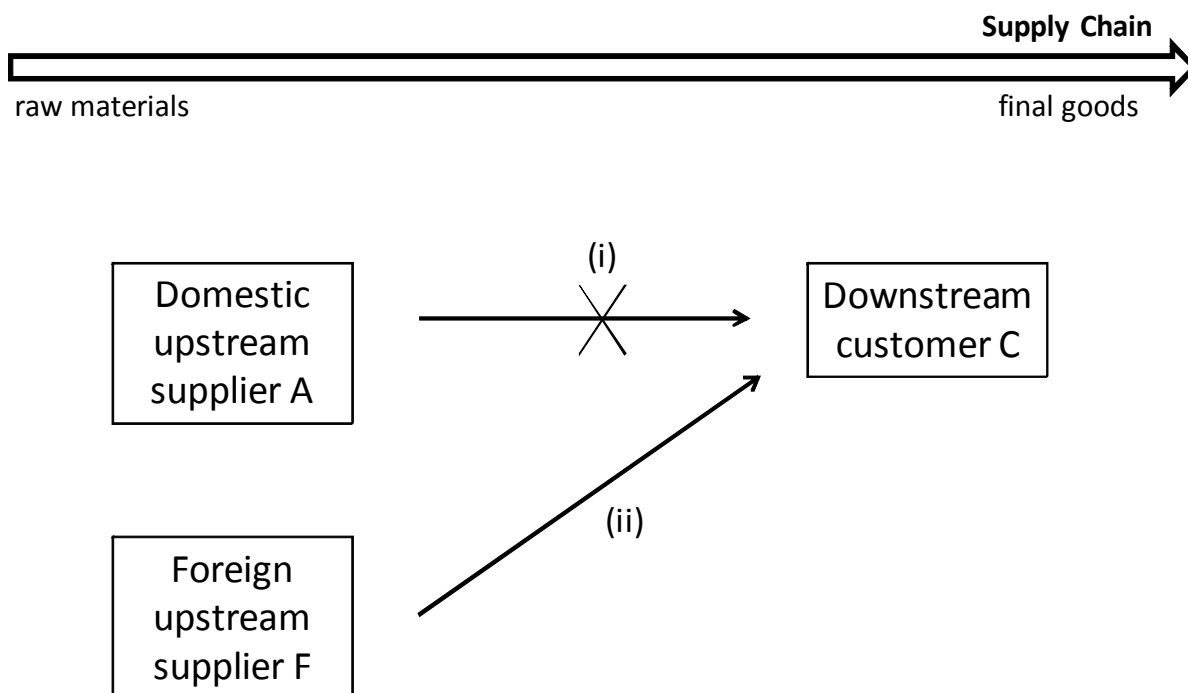 Supply Chain
raw materials
final goods
(i)
Domestic
upstream
supplier A
Downstream
customer C
(ii)
Foreign
upstream
supplier F